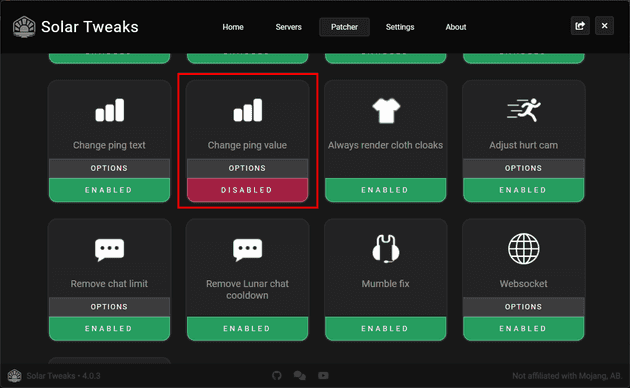 Solar Tweaks
Home
Servers
Patcher
Settings
About
Change ping text
OPTIONS
ENABLED
Change ping value
OPTIONS
DISABLED
Always render cloth cloaks
ENABLED
Adjust hurt cam
OPTIONS
ENABLED
Remove chat limit
OPTIONS
ENABLED
Remove Lunar chat
cooldown
ENABLED
Mumble fix
ENABLED
Websocket
OPTIONS
ENABLED
Solar Tweaks • 4.0.3
Not affiliated with Mojang, AB.